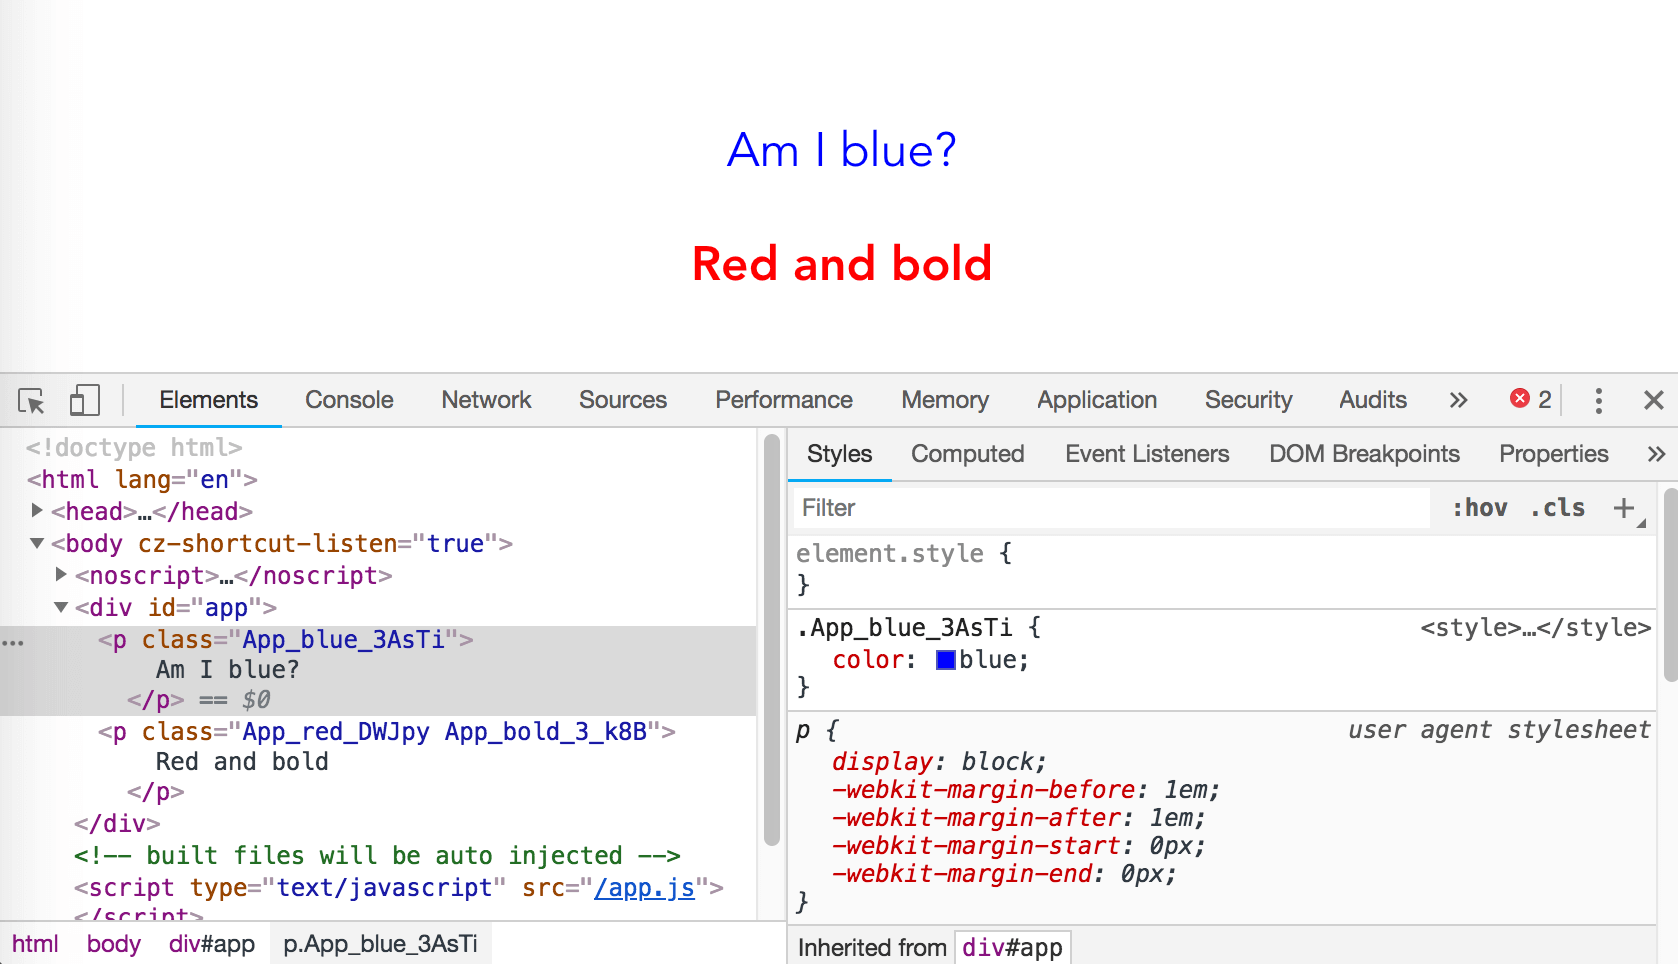 Am I blue?
Red and bold
Elements Console Network Sources Performance Memory Application Security Audits » 2
<!doctype html>
<html lang="en">
<head>…</head>
<body cz-shortcut-listen="true">
<noscript>…</noscript>
<div id="app">
… <p class="App_blue_3AsTi">
Am I blue?
</p> == $0
<p class="App_red_DWJpy App_bold_3_k8B">
Red and bold
</p>
</div>
<!-- built files will be auto injected -->
<script type="text/javascript" src="/app.js">
</script>
html body div#app p.App_blue_3AsTi
Styles Computed Event Listeners DOM Breakpoints Properties »
Filter :hov .cls +
element.style {
}
.App_blue_3AsTi { <style>…</style>
color: blue;
}
p { user agent stylesheet
display: block;
-webkit-margin-before: 1em;
-webkit-margin-after: 1em;
-webkit-margin-start: 0px;
-webkit-margin-end: 0px;
}
Inherited from div#app